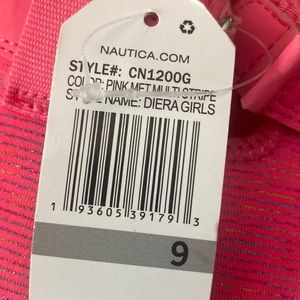 NAUTICA.COM
STYLE#: CN1200G
COLOR: PINK MET MULTI STRIPE
STYLE NAME: DIERA GIRLS
1 93605 39179 3
9